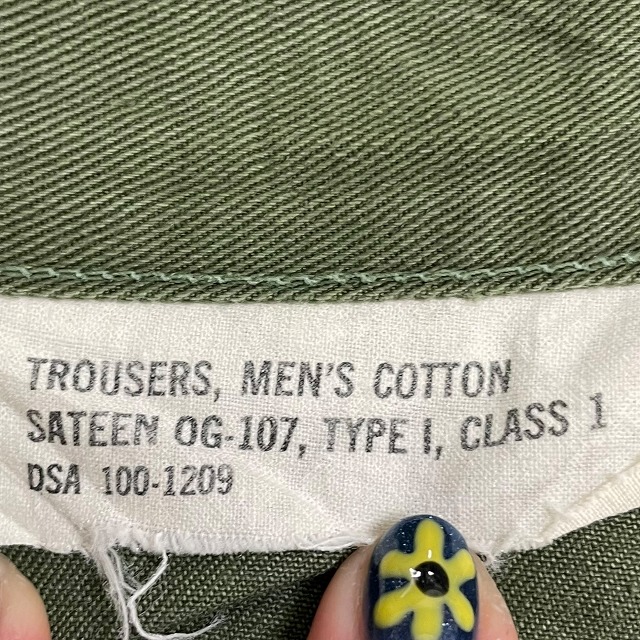 TROUSERS, MEN'S COTTON
SATEEN OG-107, TYPE I, CLASS 1
DSA 100-1209